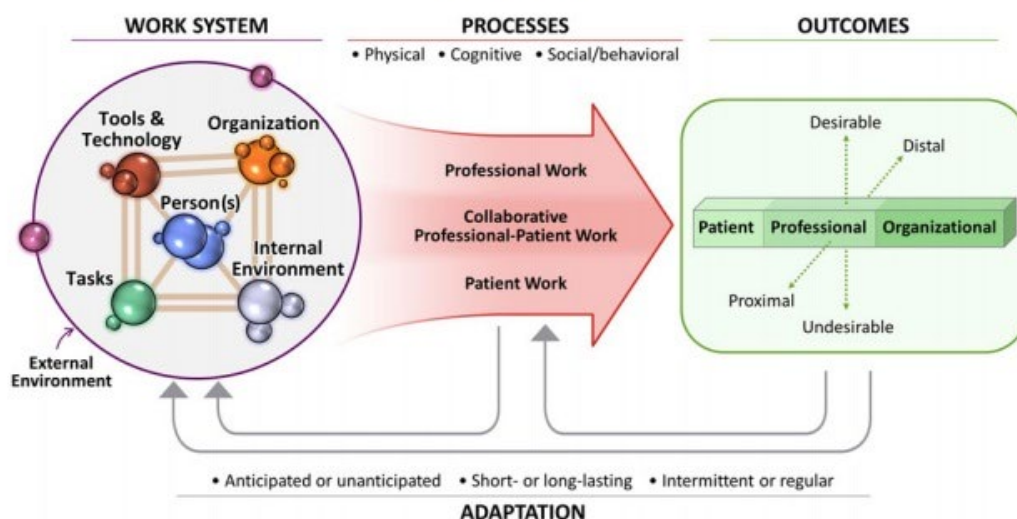 WORK SYSTEM
PROCESSES
• Physical • Cognitive • Social/behavioral
OUTCOMES
Tools &
Technology
Organization
Person(s)
Internal
Environment
Tasks
External
Environment
Professional Work
Collaborative
Professional-Patient Work
Patient Work
Desirable
Distal
Patient Professional Organizational
Proximal
Undesirable
• Anticipated or unanticipated • Short- or long-lasting • Intermittent or regular
ADAPTATION